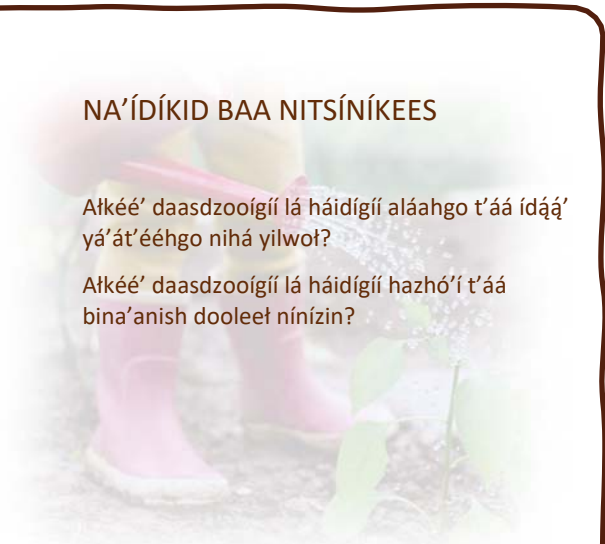 NA’ÍDÍKID BAA NITSÍNÍKEES
Ałkéé’ daasdzooígíí lá háidígíí aláahgo t’áá ídą́ą́’
yá’át’ééhgo nihá yilwoł?
Ałkéé’ daasdzooígíí lá háidígíí hazhó’í t’áá
bina’anish dooleeł nínízin?